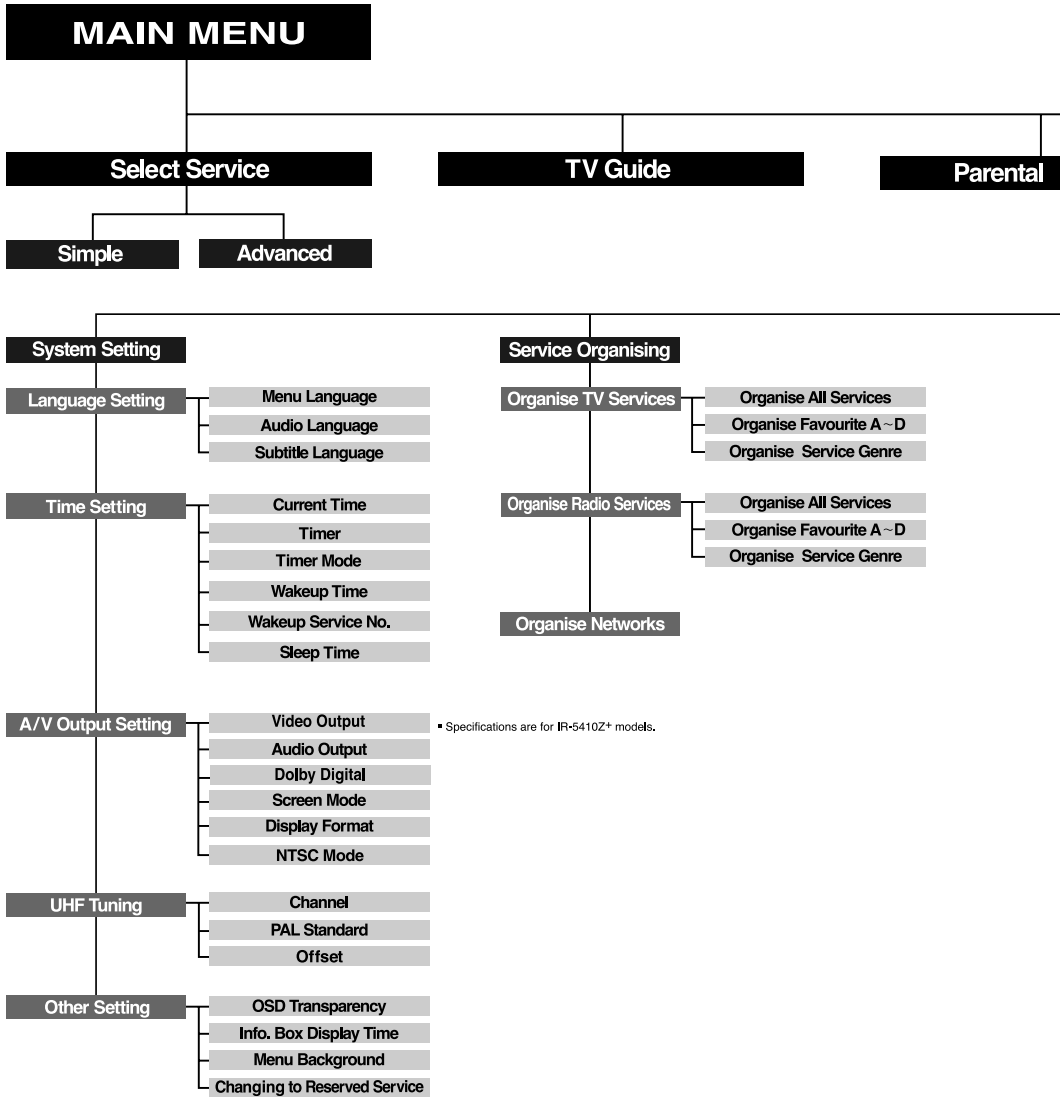 MAIN MENU
Select Service
TV Guide
Parental
Simple
Advanced
System Setting
Language Setting
Menu Language
Audio Language
Subtitle Language
Time Setting
Current Time
Timer
Timer Mode
Wakeup Time
Wakeup Service No.
Sleep Time
A/V Output Setting
Video Output
Audio Output
Dolby Digital
Screen Mode
Display Format
NTSC Mode
UHF Tuning
Channel
PAL Standard
Offset
Other Setting
OSD Transparency
Info. Box Display Time
Menu Background
Changing to Reserved Service
Service Organising
Organise TV Services
Organise All Services
Organise Favourite A~D
Organise Service Genre
Organise Radio Services
Organise All Services
Organise Favourite A~D
Organise Service Genre
Organise Networks
▪ Specifications are for IR-5410Z+ models.